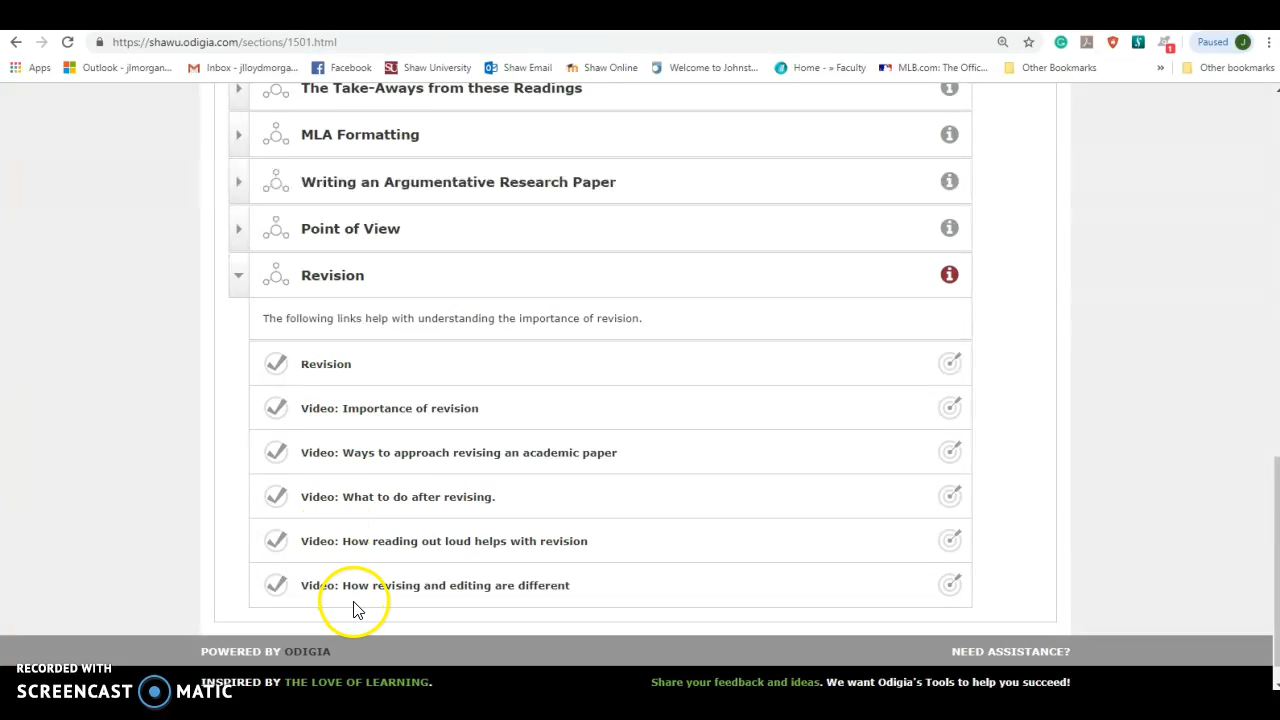 https://shawu.odigia.com/sections/1501.html
1
Paused J
Apps Outlook - jlmorgan... Inbox - jlloydmorga... Facebook Shaw University Shaw Email Shaw Online Welcome to Johnst... Home - » Faculty MLB.com: The Offic... Other Bookmarks » Other bookmarks
The Take-Aways from these Readings
MLA Formatting
Writing an Argumentative Research Paper
Point of View
Revision
The following links help with understanding the importance of revision.
Revision
Video: Importance of revision
Video: Ways to approach revising an academic paper
Video: What to do after revising.
Video: How reading out loud helps with revision
Video: How revising and editing are different
POWERED BY ODIGIA NEED ASSISTANCE?
RECORDED WITH
SCREENCAST MATIC
INSPIRED BY THE LOVE OF LEARNING. Share your feedback and ideas. We want Odigia's Tools to help you succeed!